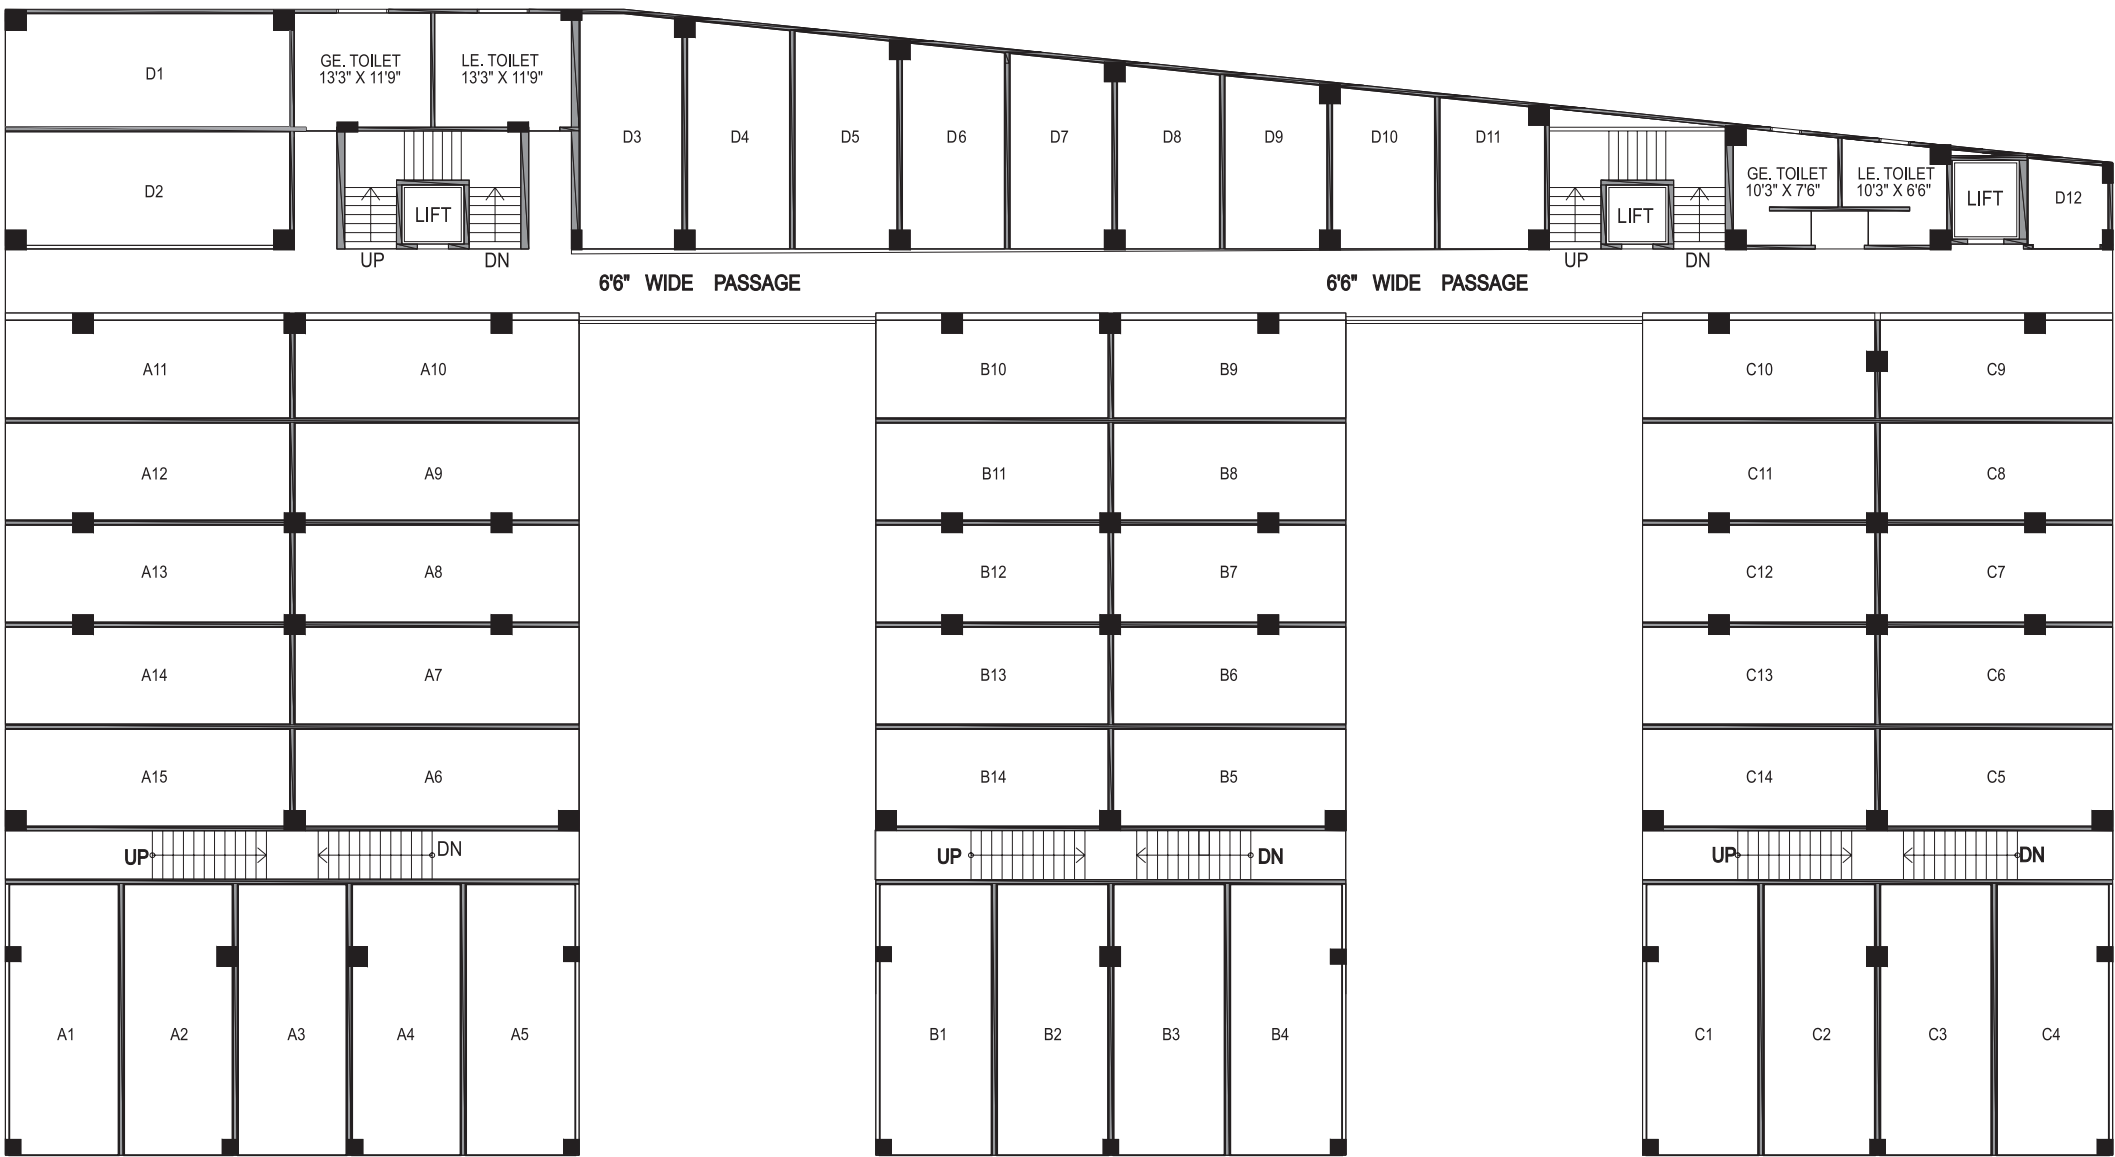 D1
GE. TOILET
13'3" X 11'9"
LE. TOILET
13'3" X 11'9"
D2
LIFT
UP
DN
D3
D4
D5
D6
D7
D8
D9
D10
D11
LIFT
UP
DN
GE. TOILET
10'3" X 7'6"
LE. TOILET
10'3" X 6'6"
LIFT
D12
6'6" WIDE PASSAGE
6'6" WIDE PASSAGE
A11
A10
B10
B9
C10
C9
A12
A9
B11
B8
C11
C8
A13
A8
B12
B7
C12
C7
A14
A7
B13
B6
C13
C6
A15
A6
B14
B5
C14
C5
UP
DN
UP
DN
UP
DN
A1
A2
A3
A4
A5
B1
B2
B3
B4
C1
C2
C3
C4